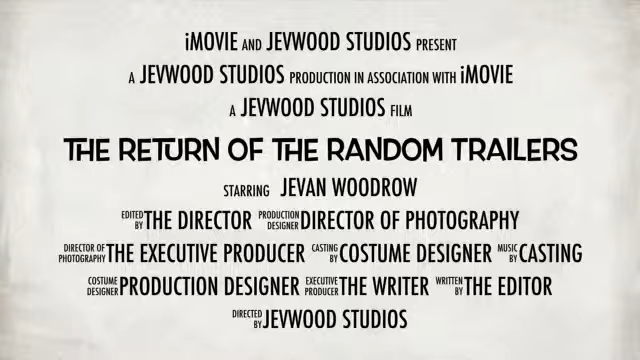 iMOVIE AND JEVWOOD STUDIOS PRESENT
A JEVWOOD STUDIOS PRODUCTION IN ASSOCIATION WITH iMOVIE
A JEVWOOD STUDIOS FILM
THE RETURN OF THE RANDOM TRAILERS
STARRING JEVAN WOODROW
EDITED BY THE DIRECTOR PRODUCTION DESIGNER DIRECTOR OF PHOTOGRAPHY
DIRECTOR OF PHOTOGRAPHY THE EXECUTIVE PRODUCER CASTING BY COSTUME DESIGNER MUSIC BY CASTING
COSTUME DESIGNER PRODUCTION DESIGNER EXECUTIVE PRODUCER THE WRITER WRITTEN BY THE EDITOR
DIRECTED BY JEVWOOD STUDIOS